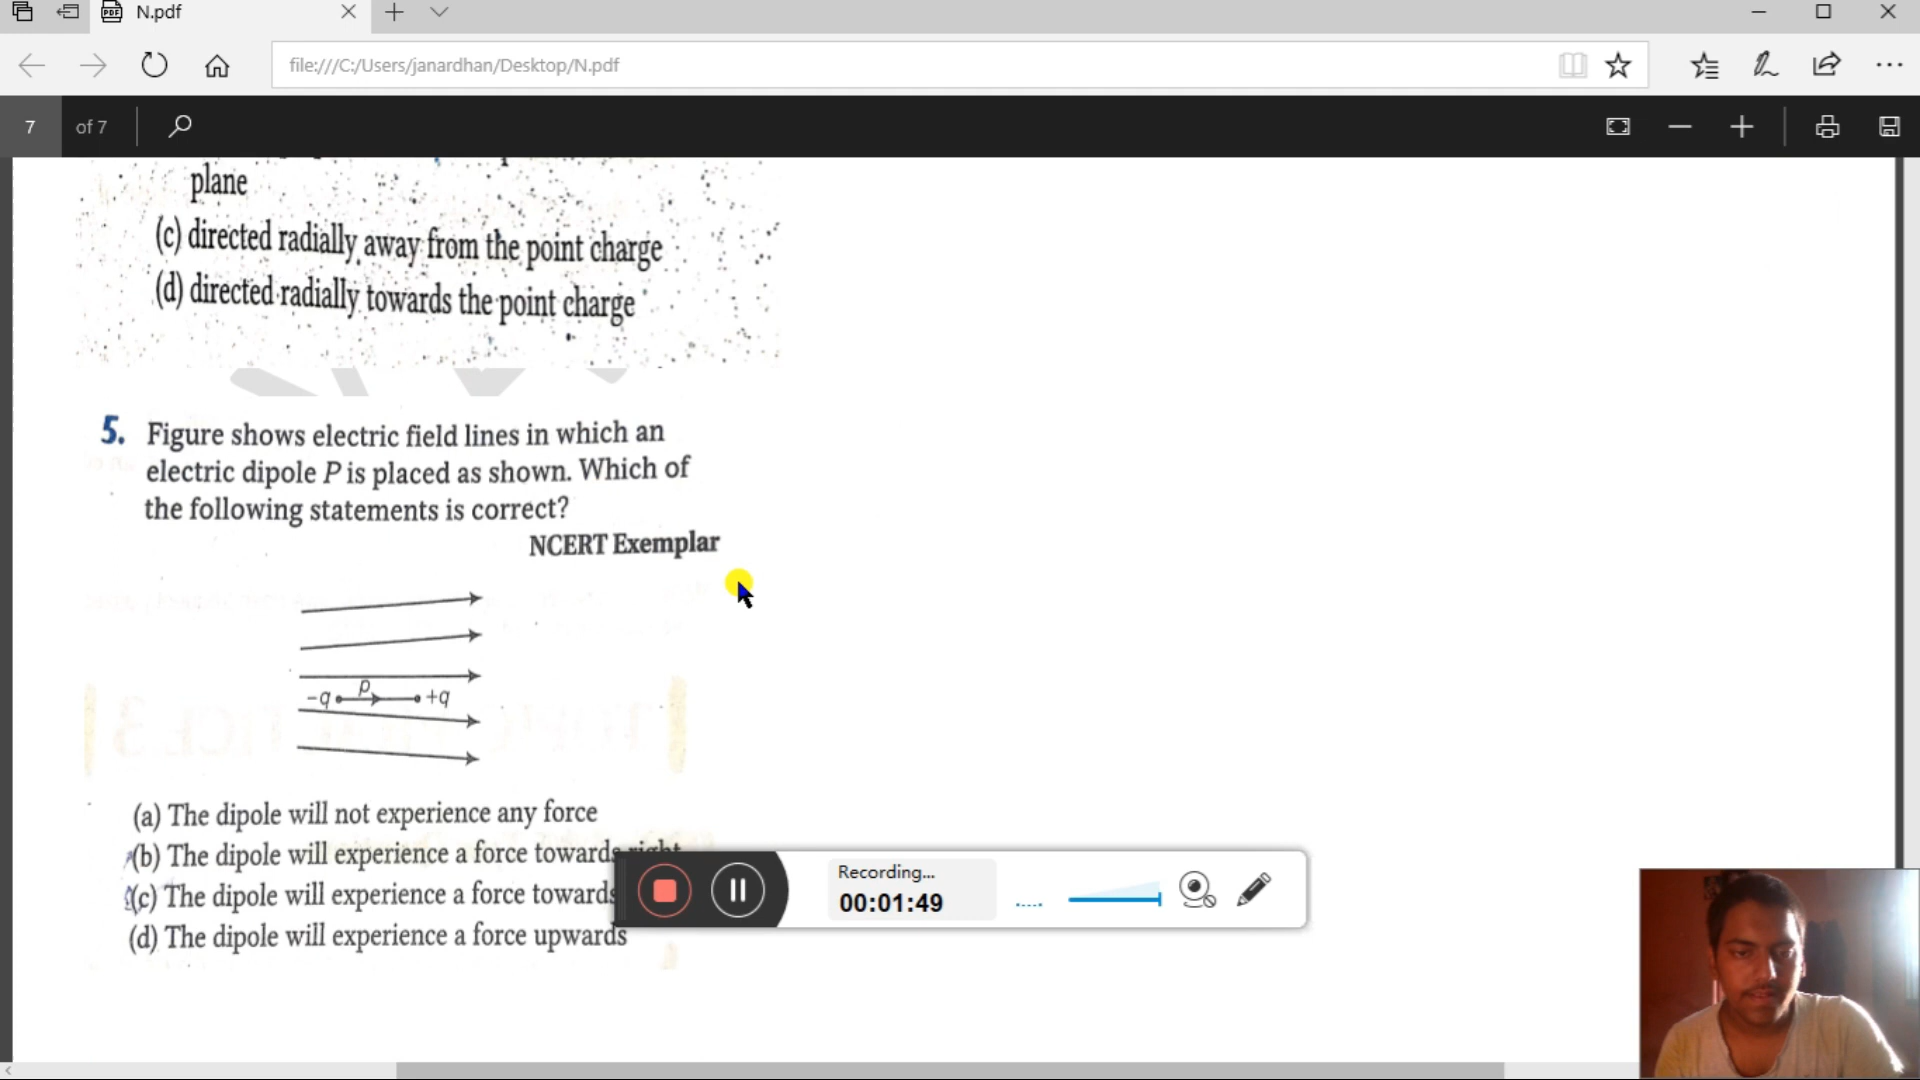 N.pdf
file:///C:/Users/janardhan/Desktop/N.pdf
7 of 7
plane
(c) directed radially away from the point charge
(d) directed radially towards the point charge
5. Figure shows electric field lines in which an
electric dipole P is placed as shown. Which of
the following statements is correct?
NCERT Exemplar
p
-q +q
(a) The dipole will not experience any force
(b) The dipole will experience a force towards right
(c) The dipole will experience a force towards
(d) The dipole will experience a force upwards
Recording...
00:01:49